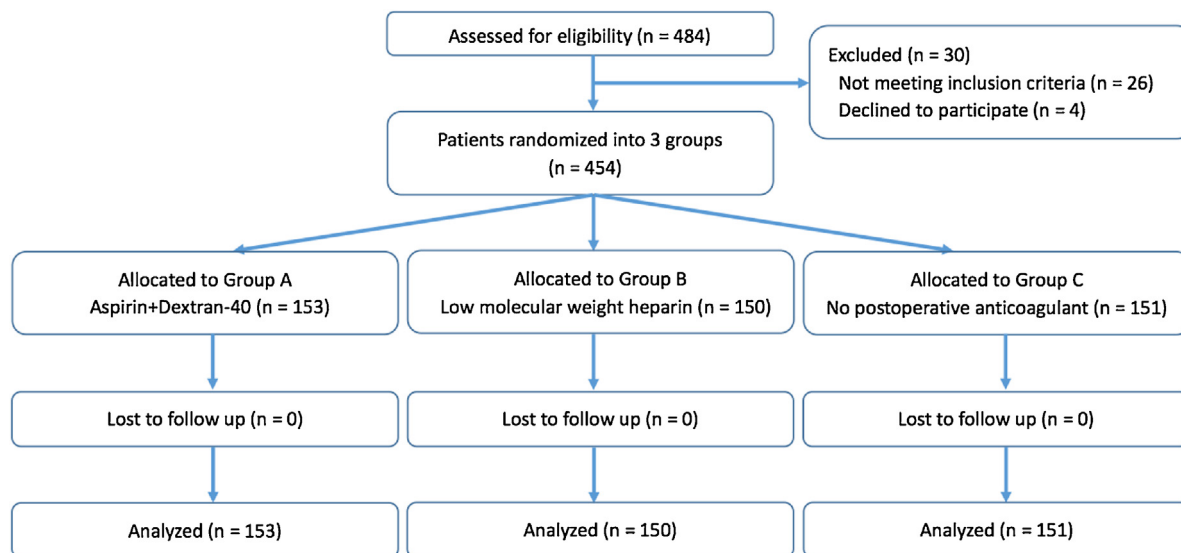 Assessed for eligibility (n = 484)
Excluded (n = 30)
Not meeting inclusion criteria (n = 26)
Declined to participate (n = 4)
Patients randomized into 3 groups
(n = 454)
Allocated to Group A
Aspirin+Dextran-40 (n = 153)
Allocated to Group B
Low molecular weight heparin (n = 150)
Allocated to Group C
No postoperative anticoagulant (n = 151)
Lost to follow up (n = 0)
Lost to follow up (n = 0)
Lost to follow up (n = 0)
Analyzed (n = 153)
Analyzed (n = 150)
Analyzed (n = 151)